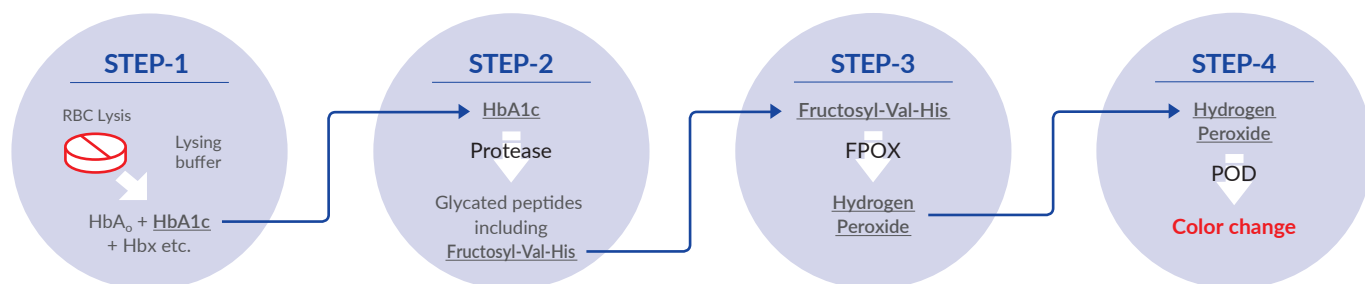 STEP-1
RBC Lysis
Lysing
buffer
HbA₀ + HbA1c
+ Hbx etc.
STEP-2
HbA1c
Protease
Glycated peptides
including
Fructosyl-Val-His
STEP-3
Fructosyl-Val-His
FPOX
Hydrogen
Peroxide
STEP-4
Hydrogen
Peroxide
POD
Color change